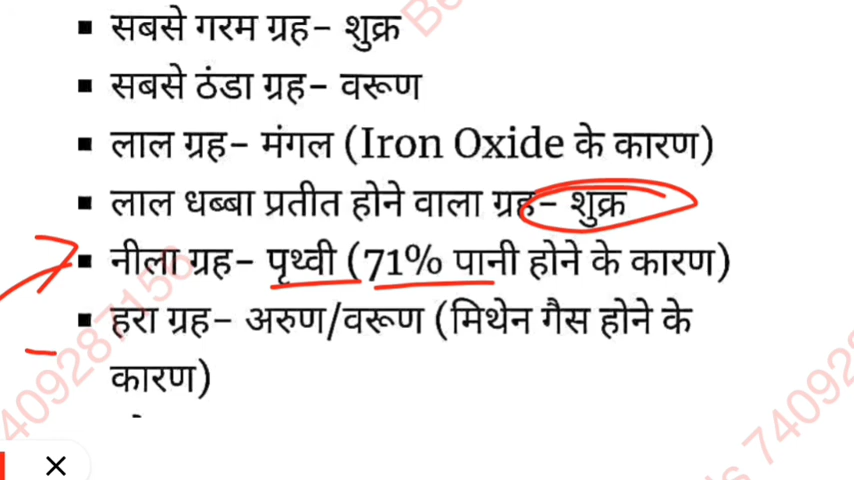 ▪ सबसे गरम ग्रह- शुक्र
▪ सबसे ठंडा ग्रह- वरूण
▪ लाल ग्रह- मंगल (Iron Oxide के कारण)
▪ लाल धब्बा प्रतीत होने वाला ग्रह- शुक्र
▪ नीला ग्रह- पृथ्वी (71% पानी होने के कारण)
▪ हरा ग्रह- अरुण/वरूण (मिथेन गैस होने के
कारण)
7409287156